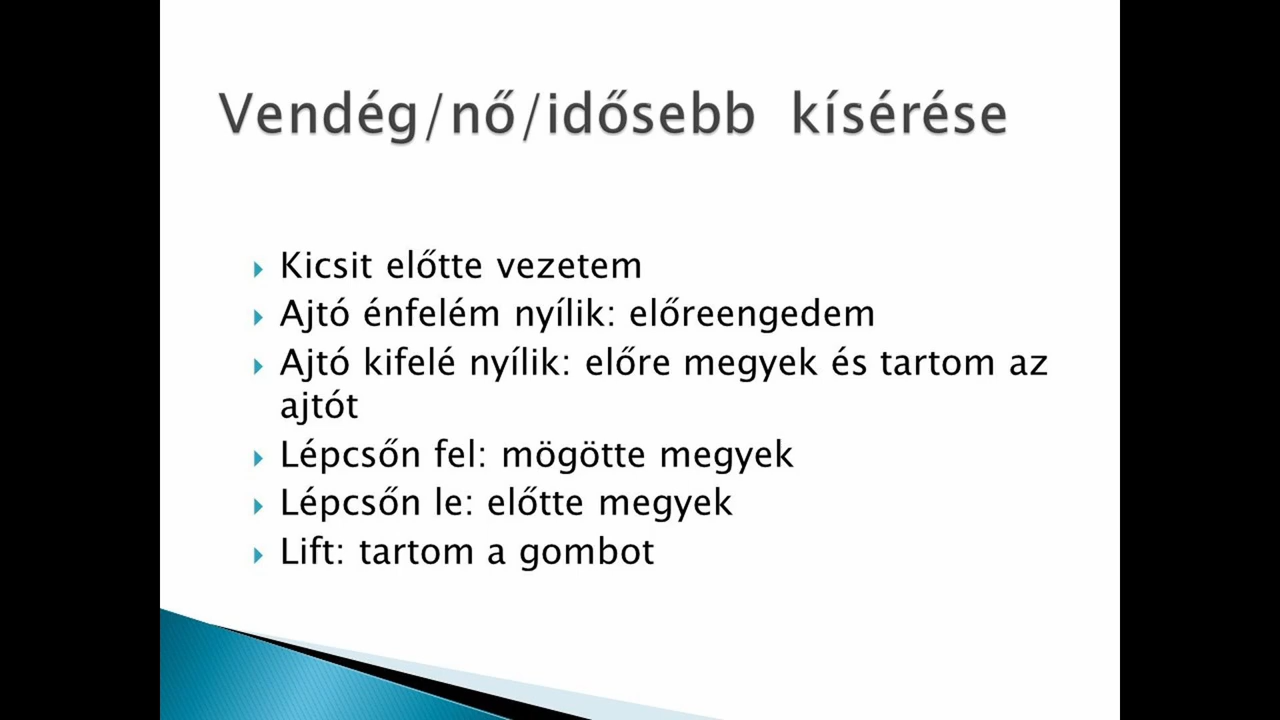 Vendég/nő/idősebb kísérése
Kicsit előtte vezetem
Ajtó énfelém nyílik: előreengedem
Ajtó kifelé nyílik: előre megyek és tartom az
ajtót
Lépcsőn fel: mögötte megyek
Lépcsőn le: előtte megyek
Lift: tartom a gombot